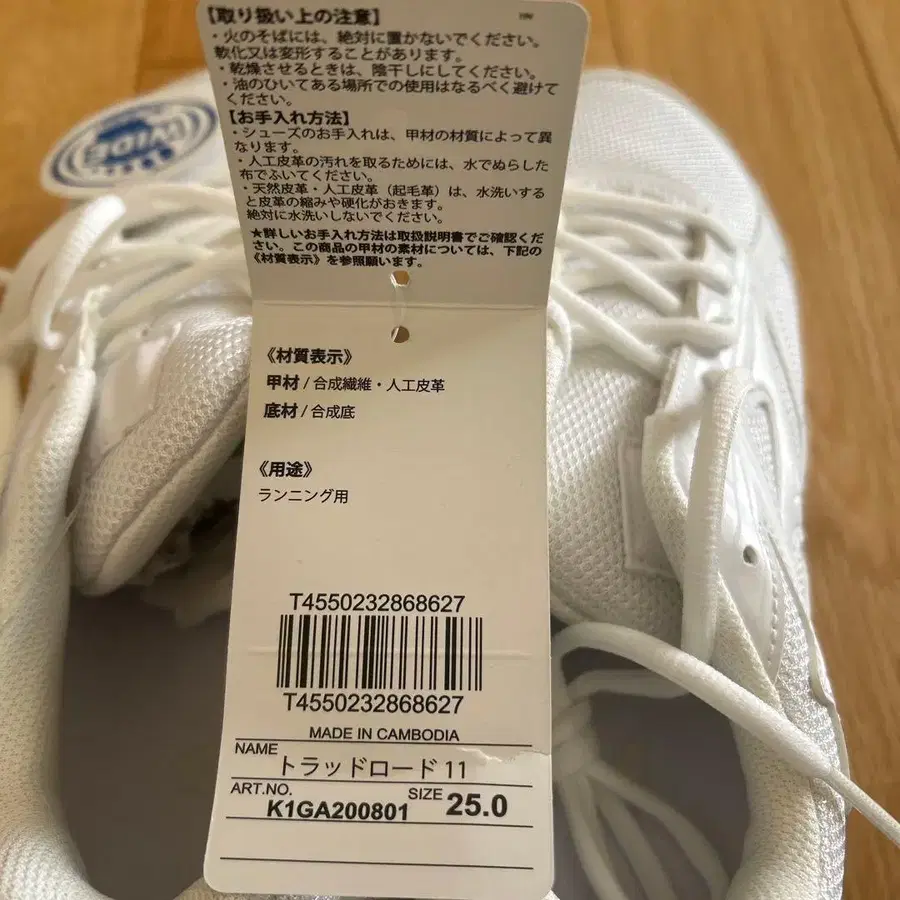 【取り扱い上の注意】
・火のそばには、絶対に置かないでください。
軟化又は変形することがあります。
・乾燥させるときは、陰干しにしてください。
・油のひいてある場所での使用はなるべく避けて
ください。
【お手入れ方法】
・シューズのお手入れは、甲材の材質によって異
なります。
・人工皮革の汚れを取るためには、水でぬらした
布でふいてください。
・天然皮革・人工皮革（起毛革）は、水洗いする
と皮革の縮みや硬化がおきます。
絶対に水洗いしないでください。
★詳しいお手入れ方法は取扱説明書でご確認くだ
さい。この商品の甲材の素材については、下記の
《材質表示》を参照願います。
WIDE
《材質表示》
甲材 / 合成繊維・人工皮革
底材 / 合成底
《用途》
ランニング用
T4550232868627
T4550232868627
MADE IN CAMBODIA
NAME
トラッドロード 11
ART.NO.
K1GA200801
SIZE 25.0